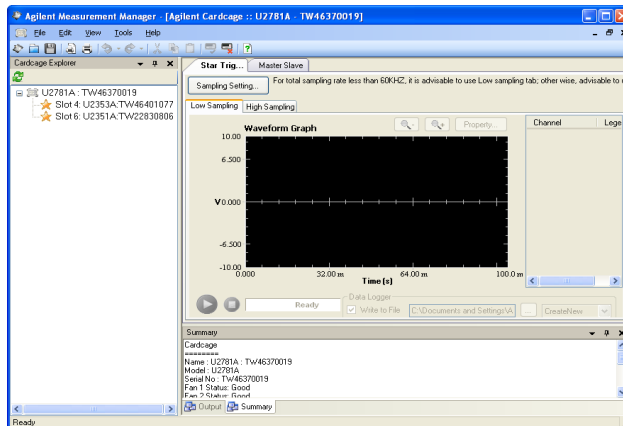 Agilent Measurement Manager - [Agilent Cardcage :: U2781A - TW46370019]
File Edit View Tools Help
Cardcage Explorer
U2781A : TW46370019
Slot 4: U2353A:TW46401077
Slot 6: U2351A:TW22830806
Star Trig... Master Slave
Sampling Setting...
For total sampling rate less than 60KHZ, it is advisable to use Low sampling tab; other wise, advisable to
Low Sampling High Sampling
Waveform Graph
Property...
Channel Lege
10.00
6.500
V 0.000
-6.500
-10.00
0.000 32.00 m 64.00 m 100.0 m
Time (s)
Ready
Data Logger
Write to File
C:\Documents and Settings\A
...
CreateNew
Summary
Cardcage
========
Name : U2781A : TW46370019
Model : U2781A
Serial No : TW46370019
Fan 1 Status: Good
Fan 2 Status: Good
Output Summary
Ready